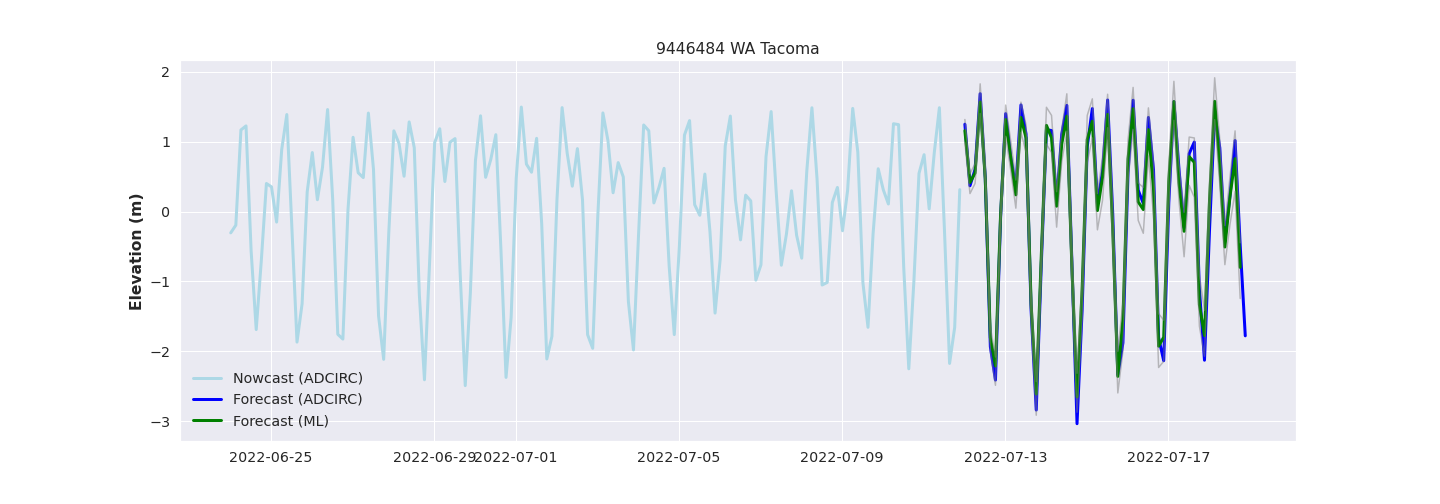 9446484 WA Tacoma
Elevation (m)
2
1
0
−1
−2
−3
Nowcast (ADCIRC)
Forecast (ADCIRC)
Forecast (ML)
2022-06-25 2022-06-29 2022-07-01 2022-07-05 2022-07-09 2022-07-13 2022-07-17